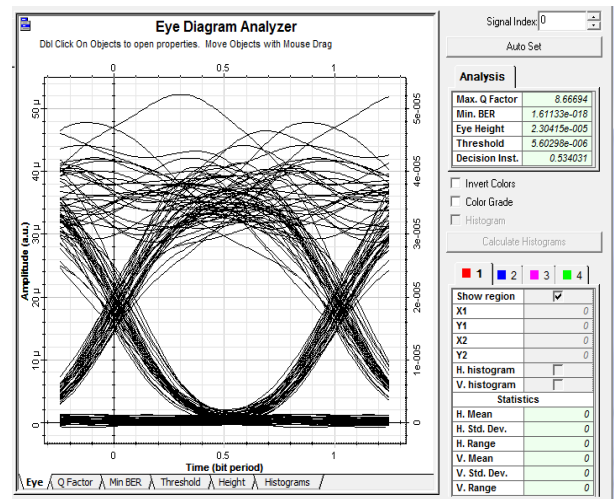 Eye Diagram Analyzer
Dbl Click On Objects to open properties. Move Objects with Mouse Drag
0 0.5 1
Amplitude (a.u.)
50 µ
40 µ
30 µ
20 µ
10 µ
0
5e-005
4e-005
3e-005
2e-005
1e-005
0
0 0.5 1
Time (bit period)
Eye Q Factor Min BER Threshold Height Histograms
Signal Index: 0
Auto Set
Analysis
Max. Q Factor 8.66694
Min. BER 1.61133e-018
Eye Height 2.30415e-005
Threshold 5.60298e-006
Decision Inst. 0.534031
Invert Colors
Color Grade
Histogram
Calculate Histograms
1 2 3 4
Show region
X1 0
Y1 0
X2 0
Y2 0
H. histogram
V. histogram
Statistics
H. Mean 0
H. Std. Dev. 0
H. Range 0
V. Mean 0
V. Std. Dev. 0
V. Range 0